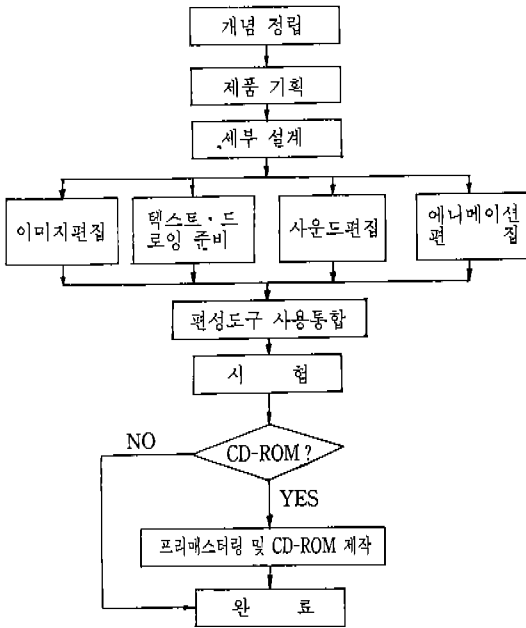 개념 정립
제품 기획
세부 설계
이미지편집
텍스트·드
로잉 준비
사운드편집
에니메이션
편 집
편성도구 사용통합
시 험
NO
CD-ROM?
YES
프리매스터링 및 CD-ROM 제작
완 료